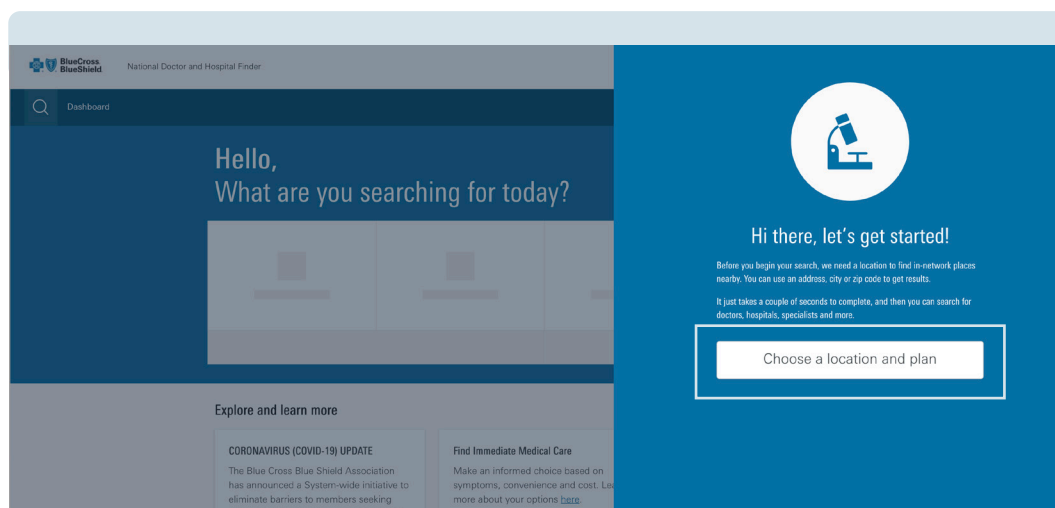 BlueCross
BlueShield
National Doctor and Hospital Finder
Dashboard
Hello,
What are you searching for today?
Hi there, let's get started!
Before you begin your search, we need a location to find in-network places
nearby. You can use an address, city or zip code to get results.
It just takes a couple of seconds to complete, and then you can search for
doctors, hospitals, specialists and more.
Choose a location and plan
Explore and learn more
CORONAVIRUS (COVID-19) UPDATE
The Blue Cross Blue Shield Association
has announced a System-wide initiative to
eliminate barriers to members seeking
Find Immediate Medical Care
Make an informed choice based on
symptoms, convenience and cost. Lea
more about your options here.